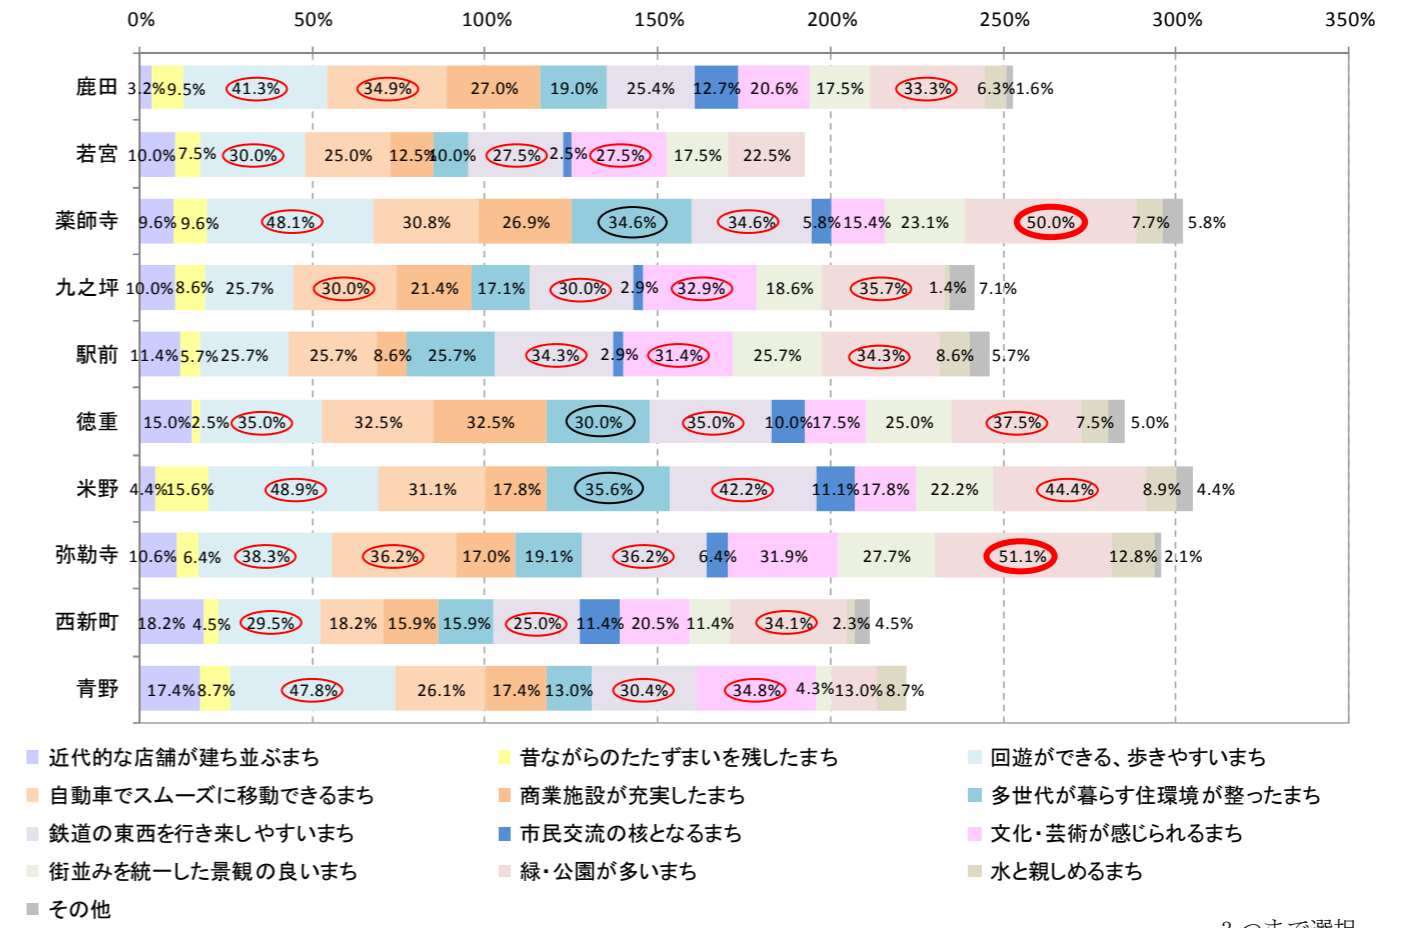 0% 50% 100% 150% 200% 250% 300% 350%
鹿田 3.2% 9.5% 41.3% 34.9% 27.0% 19.0% 25.4% 12.7% 20.6% 17.5% 33.3% 6.3% 1.6%
若宮 10.0% 7.5% 30.0% 25.0% 12.5% 10.0% 27.5% 2.5% 27.5% 17.5% 22.5%
薬師寺 9.6% 9.6% 48.1% 30.8% 26.9% 34.6% 34.6% 5.8% 15.4% 23.1% 50.0% 7.7% 5.8%
九之坪 10.0% 8.6% 25.7% 30.0% 21.4% 17.1% 30.0% 2.9% 32.9% 18.6% 35.7% 1.4% 7.1%
駅前 11.4% 5.7% 25.7% 25.7% 8.6% 25.7% 34.3% 2.9% 31.4% 25.7% 34.3% 8.6% 5.7%
徳重 15.0% 2.5% 35.0% 32.5% 32.5% 30.0% 35.0% 10.0% 17.5% 25.0% 37.5% 7.5% 5.0%
米野 4.4% 15.6% 48.9% 31.1% 17.8% 35.6% 42.2% 11.1% 17.8% 22.2% 44.4% 8.9% 4.4%
弥勒寺 10.6% 6.4% 38.3% 36.2% 17.0% 19.1% 36.2% 6.4% 31.9% 27.7% 51.1% 12.8% 2.1%
西新町 18.2% 4.5% 29.5% 18.2% 15.9% 15.9% 25.0% 11.4% 20.5% 11.4% 34.1% 2.3% 4.5%
青野 17.4% 8.7% 47.8% 26.1% 17.4% 13.0% 30.4% 34.8% 4.3% 13.0% 8.7%
近代的な店舗が建ち並ぶまち 昔ながらのたたずまいを残したまち 回遊ができる、歩きやすいまち
自動車でスムーズに移動できるまち 商業施設が充実したまち 多世代が暮らす住環境が整ったまち
鉄道の東西を行き来しやすいまち 市民交流の核となるまち 文化・芸術が感じられるまち
街並みを統一した景観の良いまち 緑・公園が多いまち 水と親しめるまち
その他